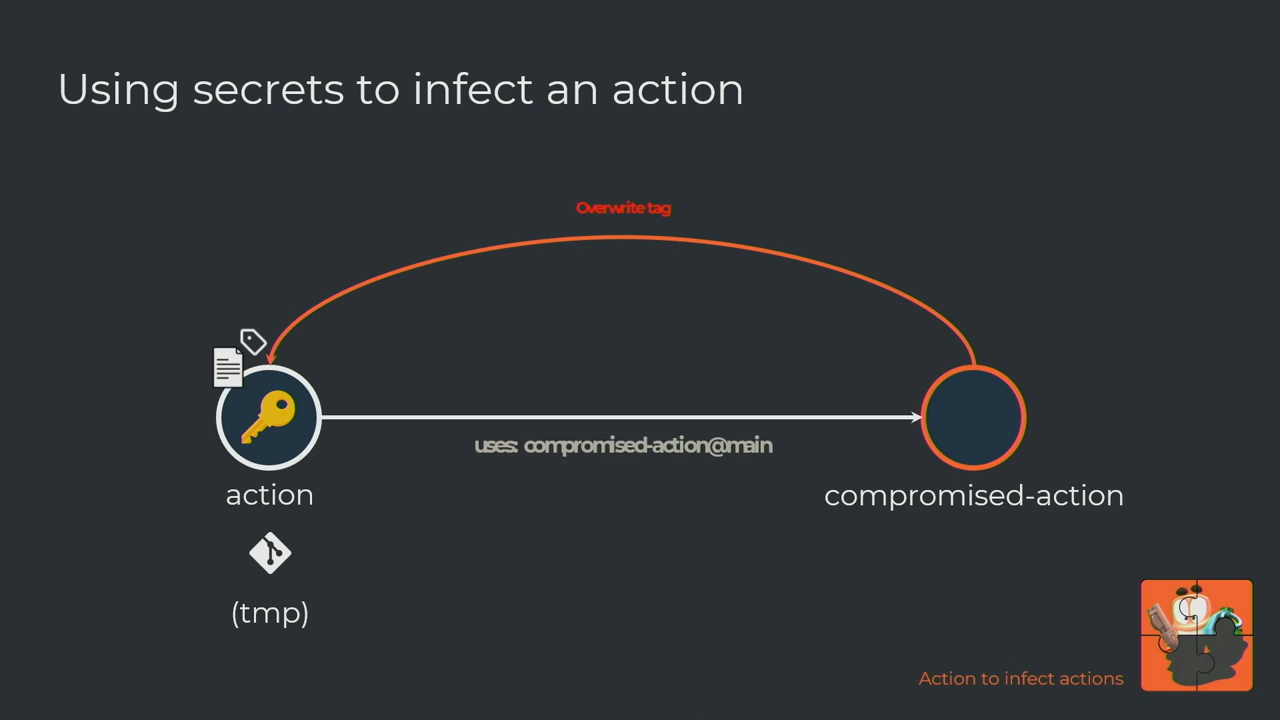 Using secrets to infect an action
Overwrite tag
uses: compromised-action@main
action
compromised-action
(tmp)
Action to infect actions